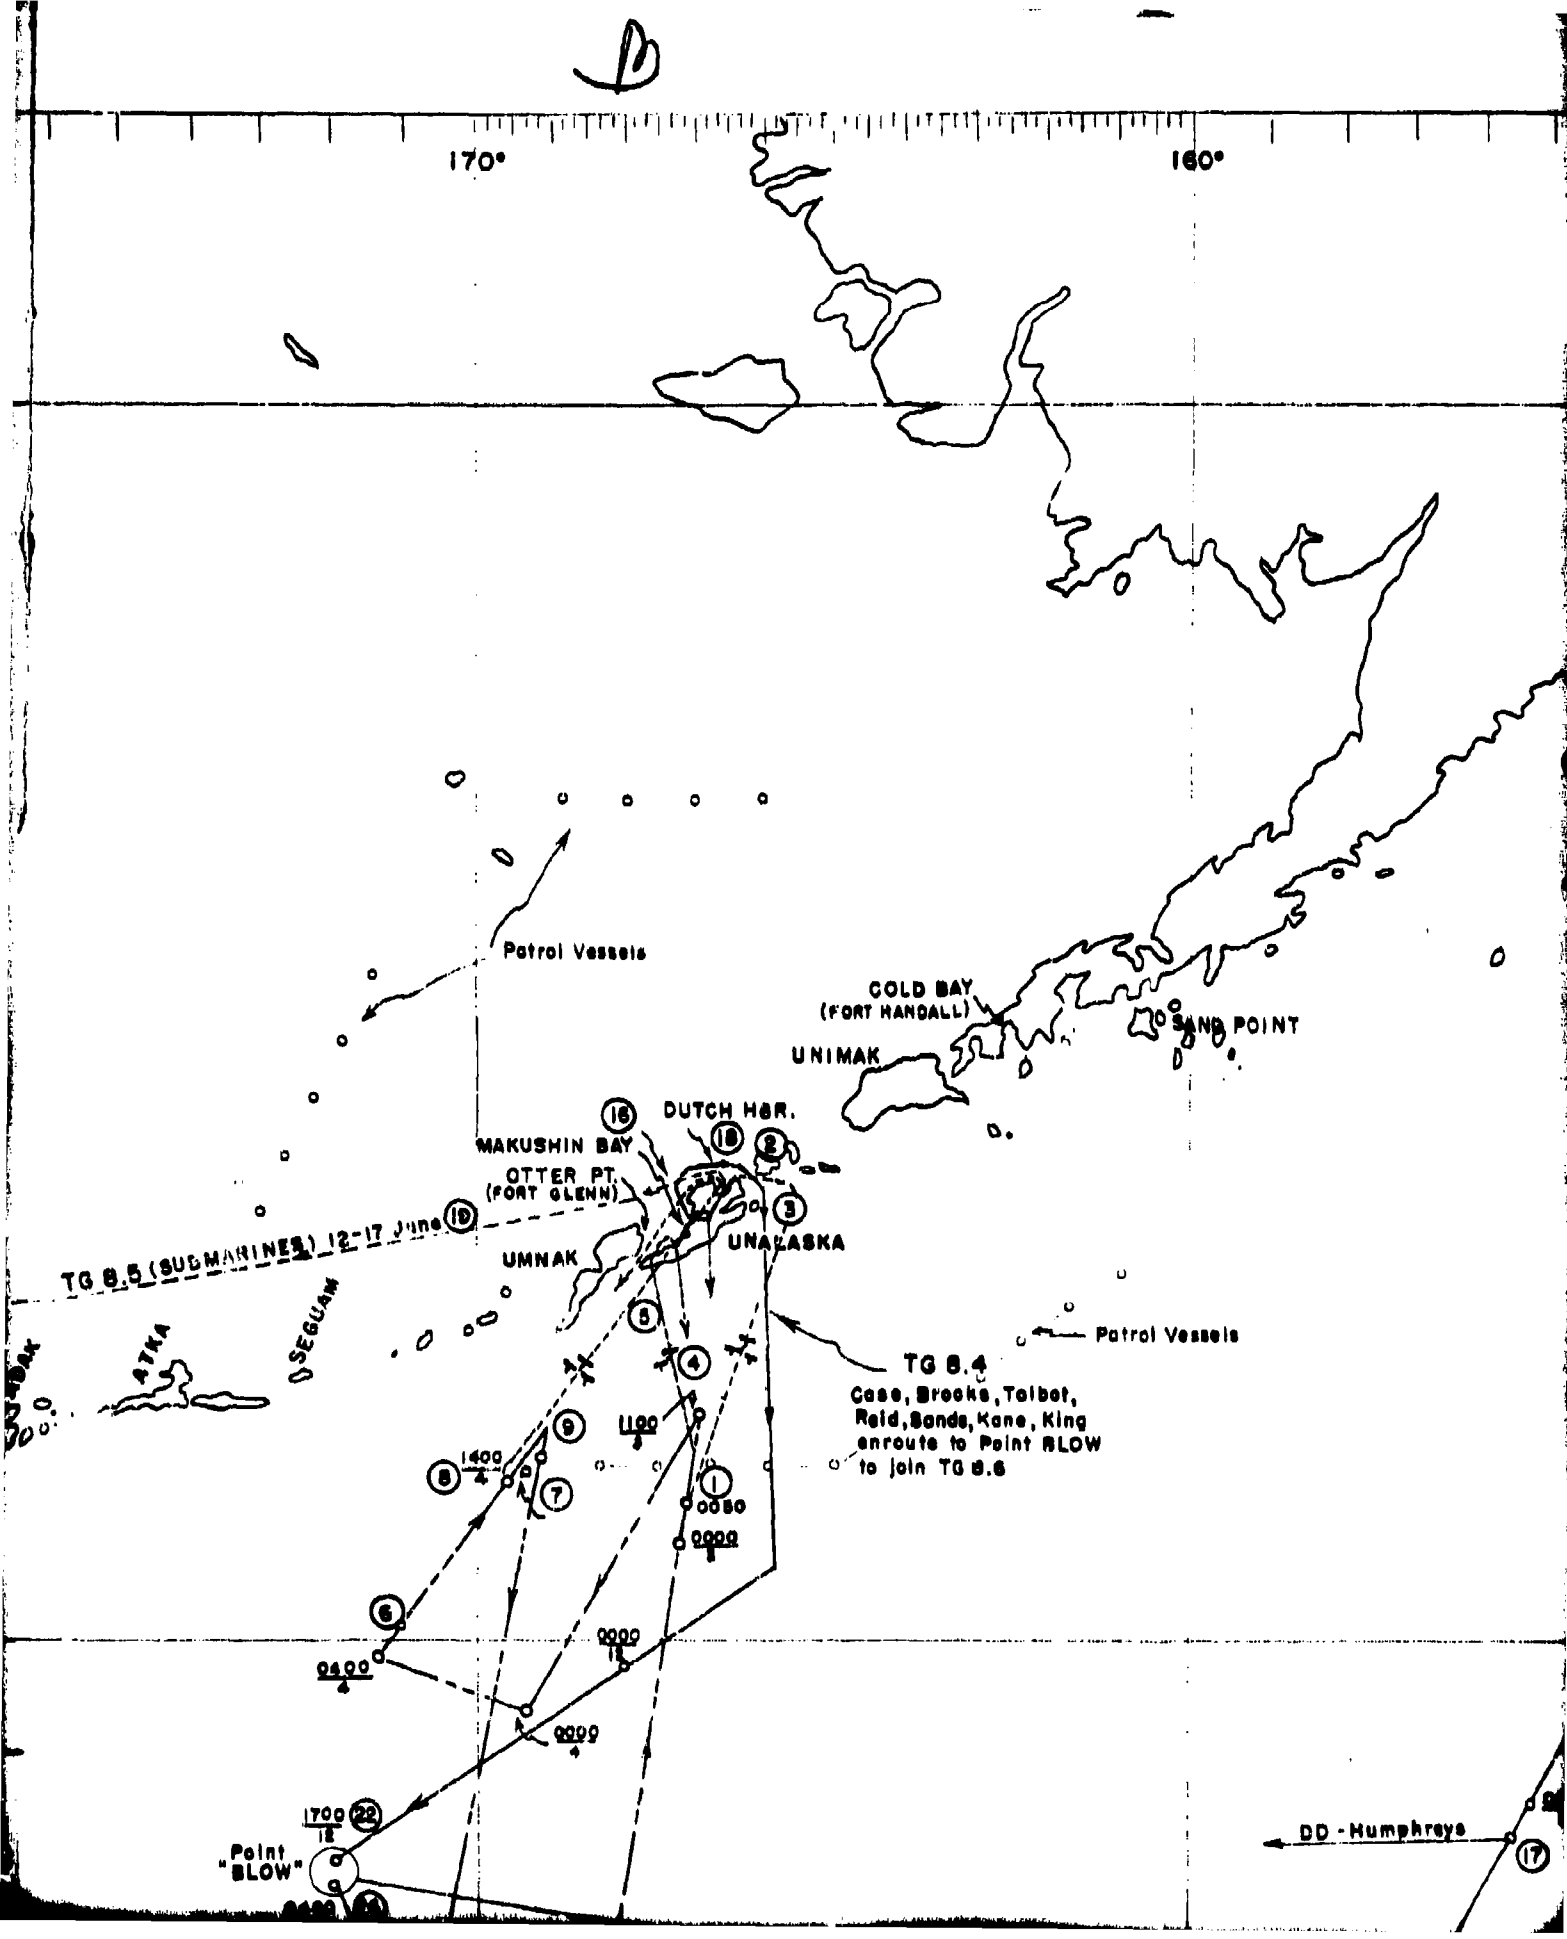 170°
160°
Patrol Vessels
COLD BAY
(FORT RANDALL)
SAND POINT
UNIMAK
16
DUTCH HBR.
18
2
MAKUSHIN BAY
OTTER PT.
(FORT GLENN)
3
TG 8.5 (SUBMARINES) 12-17 June 19
UMNAK
UNALASKA
SEGUAM
ATKA
5
4
Patrol Vessels
TG 8.4
Case, Brooks, Talbot,
Reid, Sands, Kane, King
enroute to Point BLOW
to join TG 8.6
1100
9
8
1400
4
7
1
0000
6
0400
4
0000
0000
4
1700
12
22
Point
"BLOW"
DD-Humphreys
17